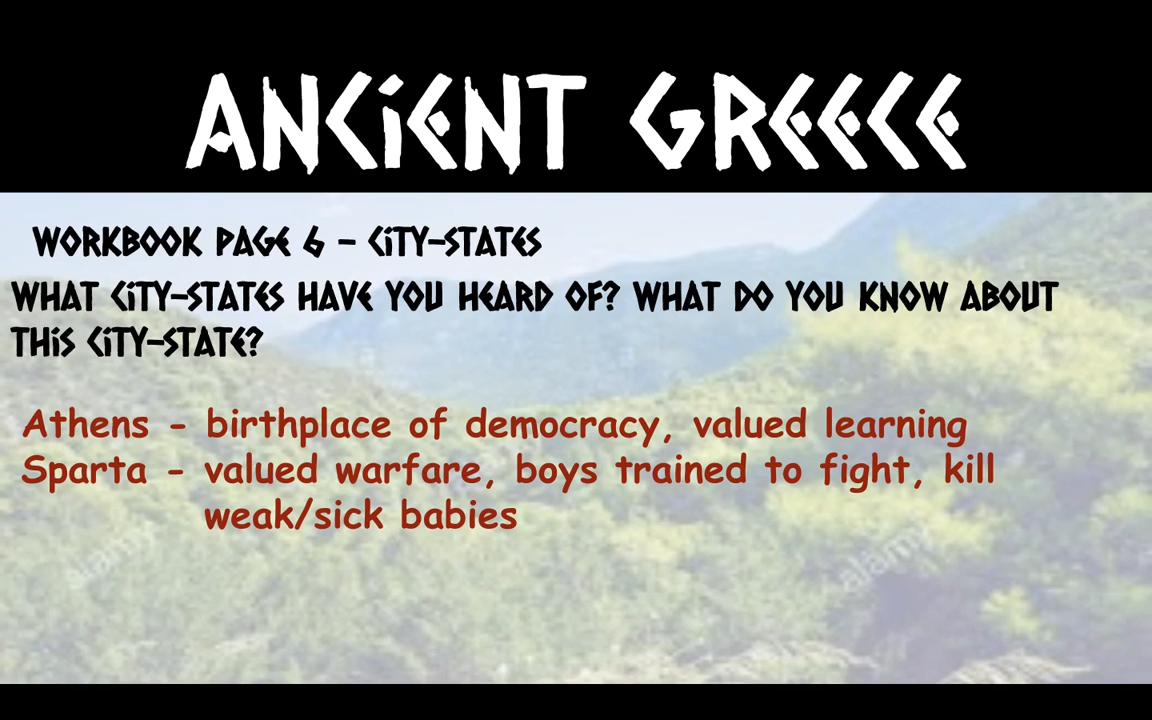 ANCiENT GREECE
WORKBOOK PAGE 6 - CiTY-STATES
WHAT CiTY-STATES HAVE YOU HEARD OF? WHAT DO YOU KNOW ABOUT
THiS CiTY-STATE?
Athens - birthplace of democracy, valued learning
Sparta - valued warfare, boys trained to fight, kill
weak/sick babies
alamy
alamy